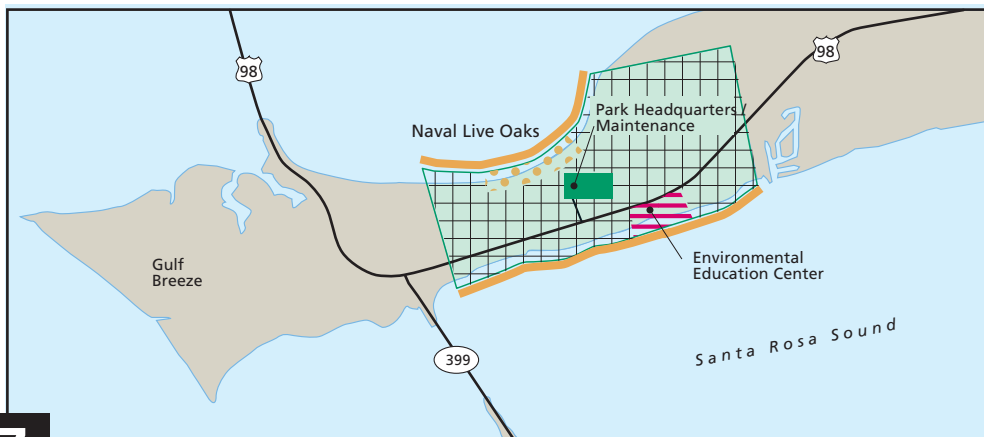 98
98
Park Headquarters/
Maintenance
Naval Live Oaks
Environmental
Education Center
Gulf
Breeze
Santa Rosa Sound
399